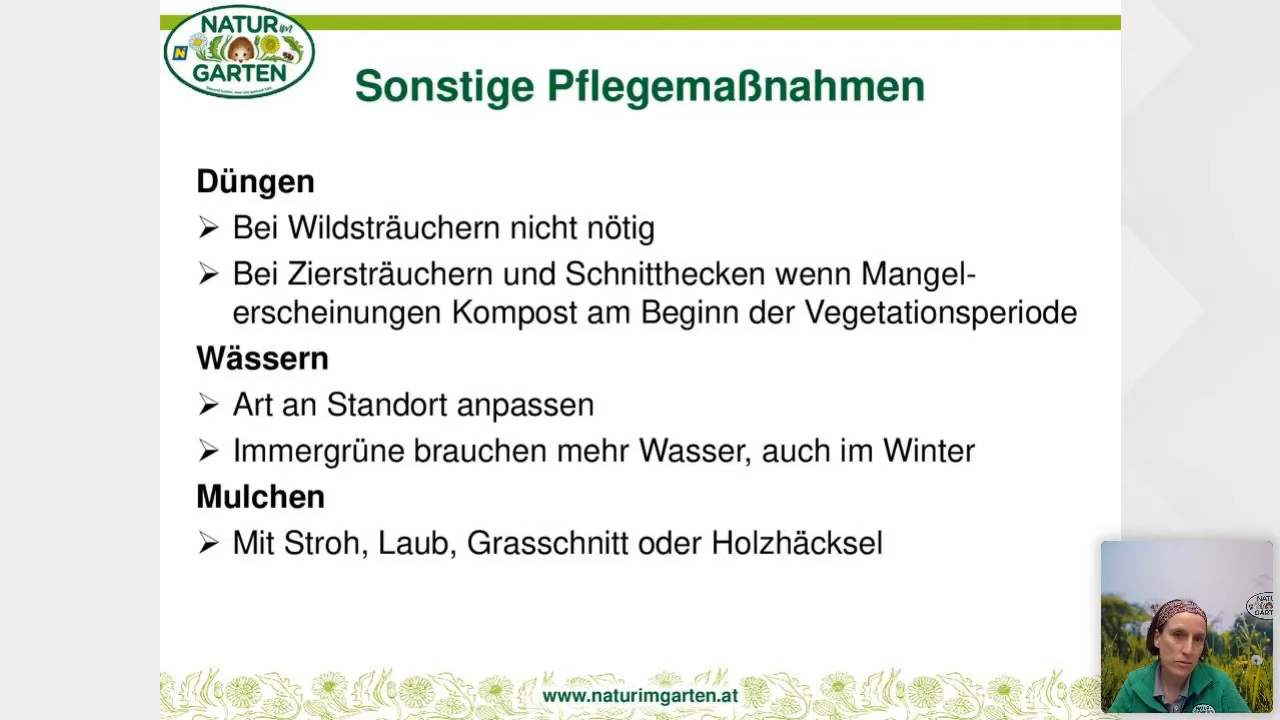 NATUR im
GARTEN
Sonstige Pflegemaßnahmen
Düngen
Bei Wildsträuchern nicht nötig
Bei Ziersträuchern und Schnitthecken wenn Mangel-
erscheinungen Kompost am Beginn der Vegetationsperiode
Wässern
Art an Standort anpassen
Immergrüne brauchen mehr Wasser, auch im Winter
Mulchen
Mit Stroh, Laub, Grasschnitt oder Holzhäcksel
www.naturimgarten.at